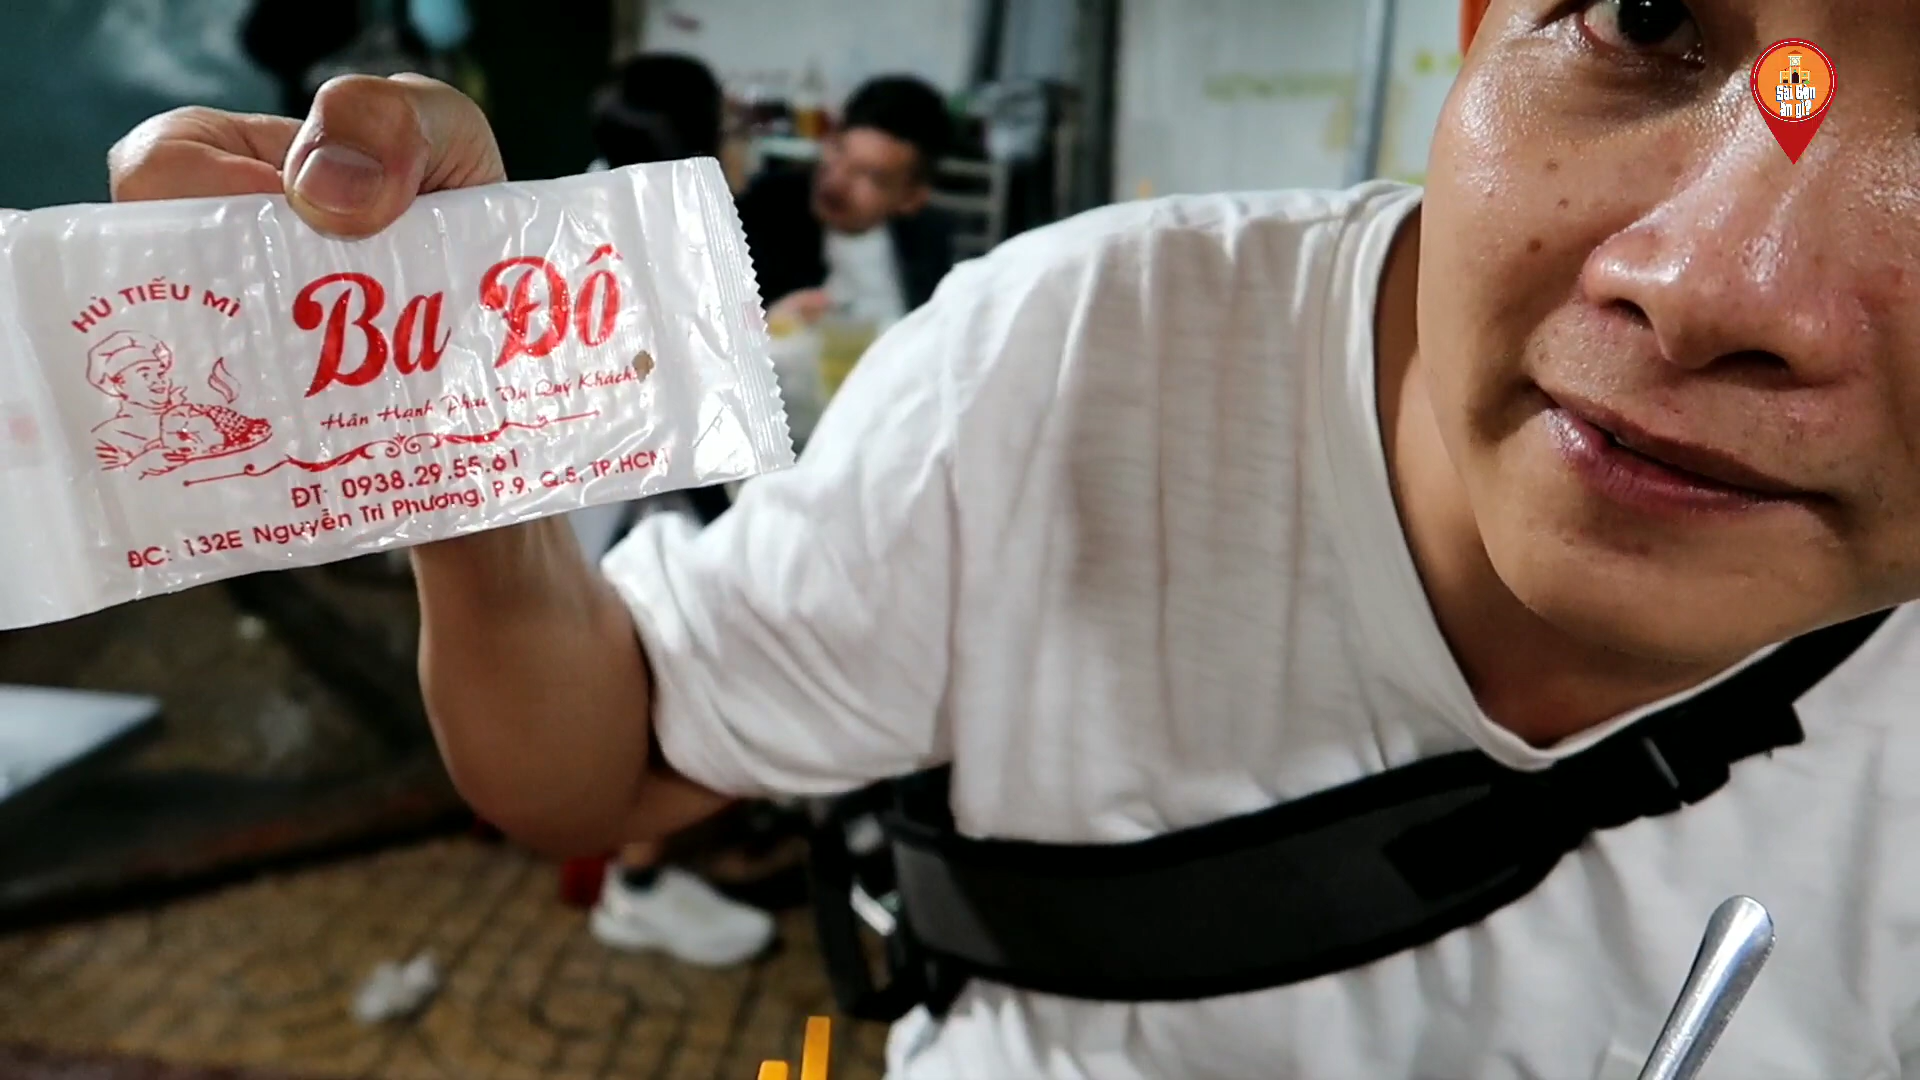 HỦ TIẾU MÌ
Ba Đô
Hân Hạnh Phục Vụ Quý Khách
ĐT: 0938.29.55.61
ĐC: 132E Nguyễn Tri Phương, P.9, Q.5, TP.HCM
Sài Gòn
ăn gì?